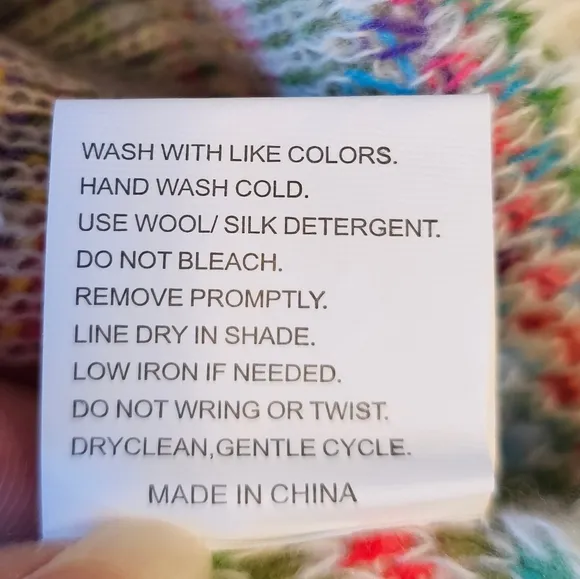 WASH WITH LIKE COLORS.
HAND WASH COLD.
USE WOOL/ SILK DETERGENT.
DO NOT BLEACH.
REMOVE PROMPTLY.
LINE DRY IN SHADE.
LOW IRON IF NEEDED.
DO NOT WRING OR TWIST.
DRYCLEAN,GENTLE CYCLE.
MADE IN CHINA